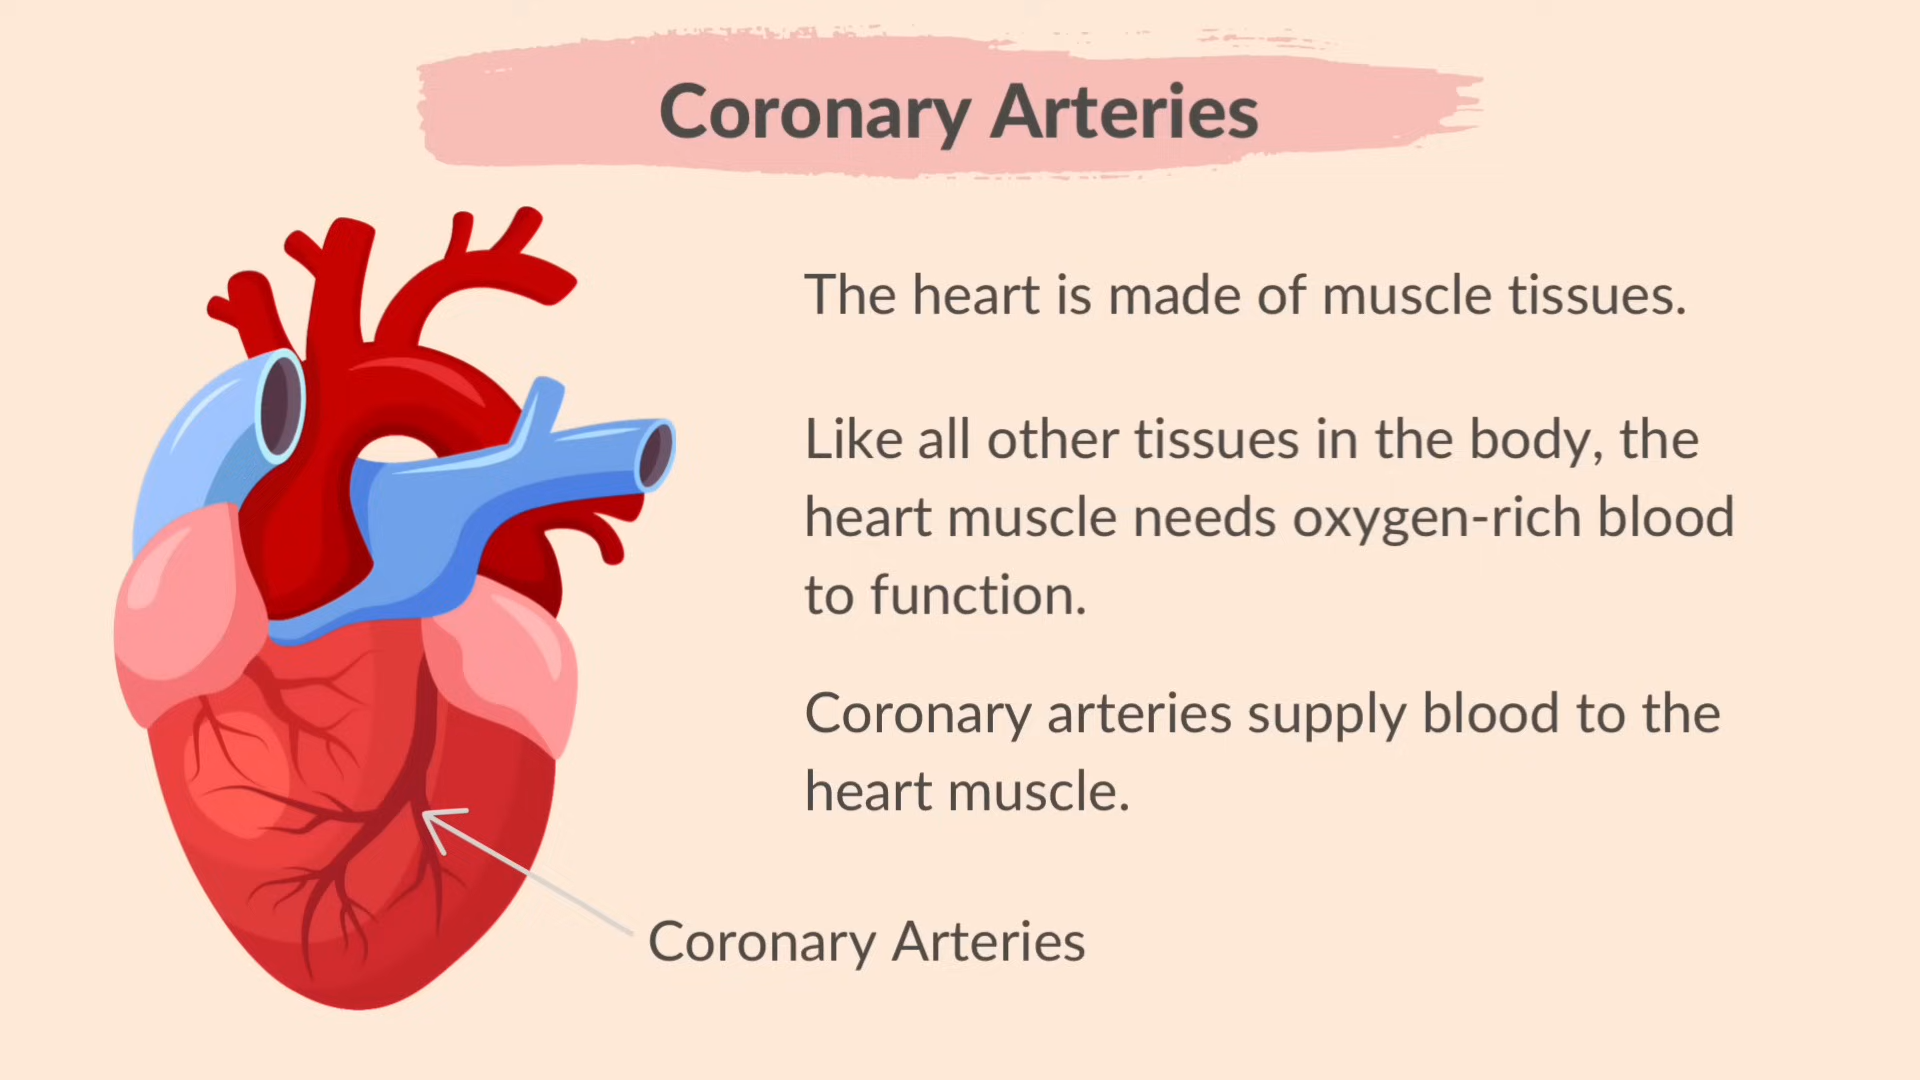 Coronary Arteries
The heart is made of muscle tissues.
Like all other tissues in the body, the
heart muscle needs oxygen-rich blood
to function.
Coronary arteries supply blood to the
heart muscle.
Coronary Arteries